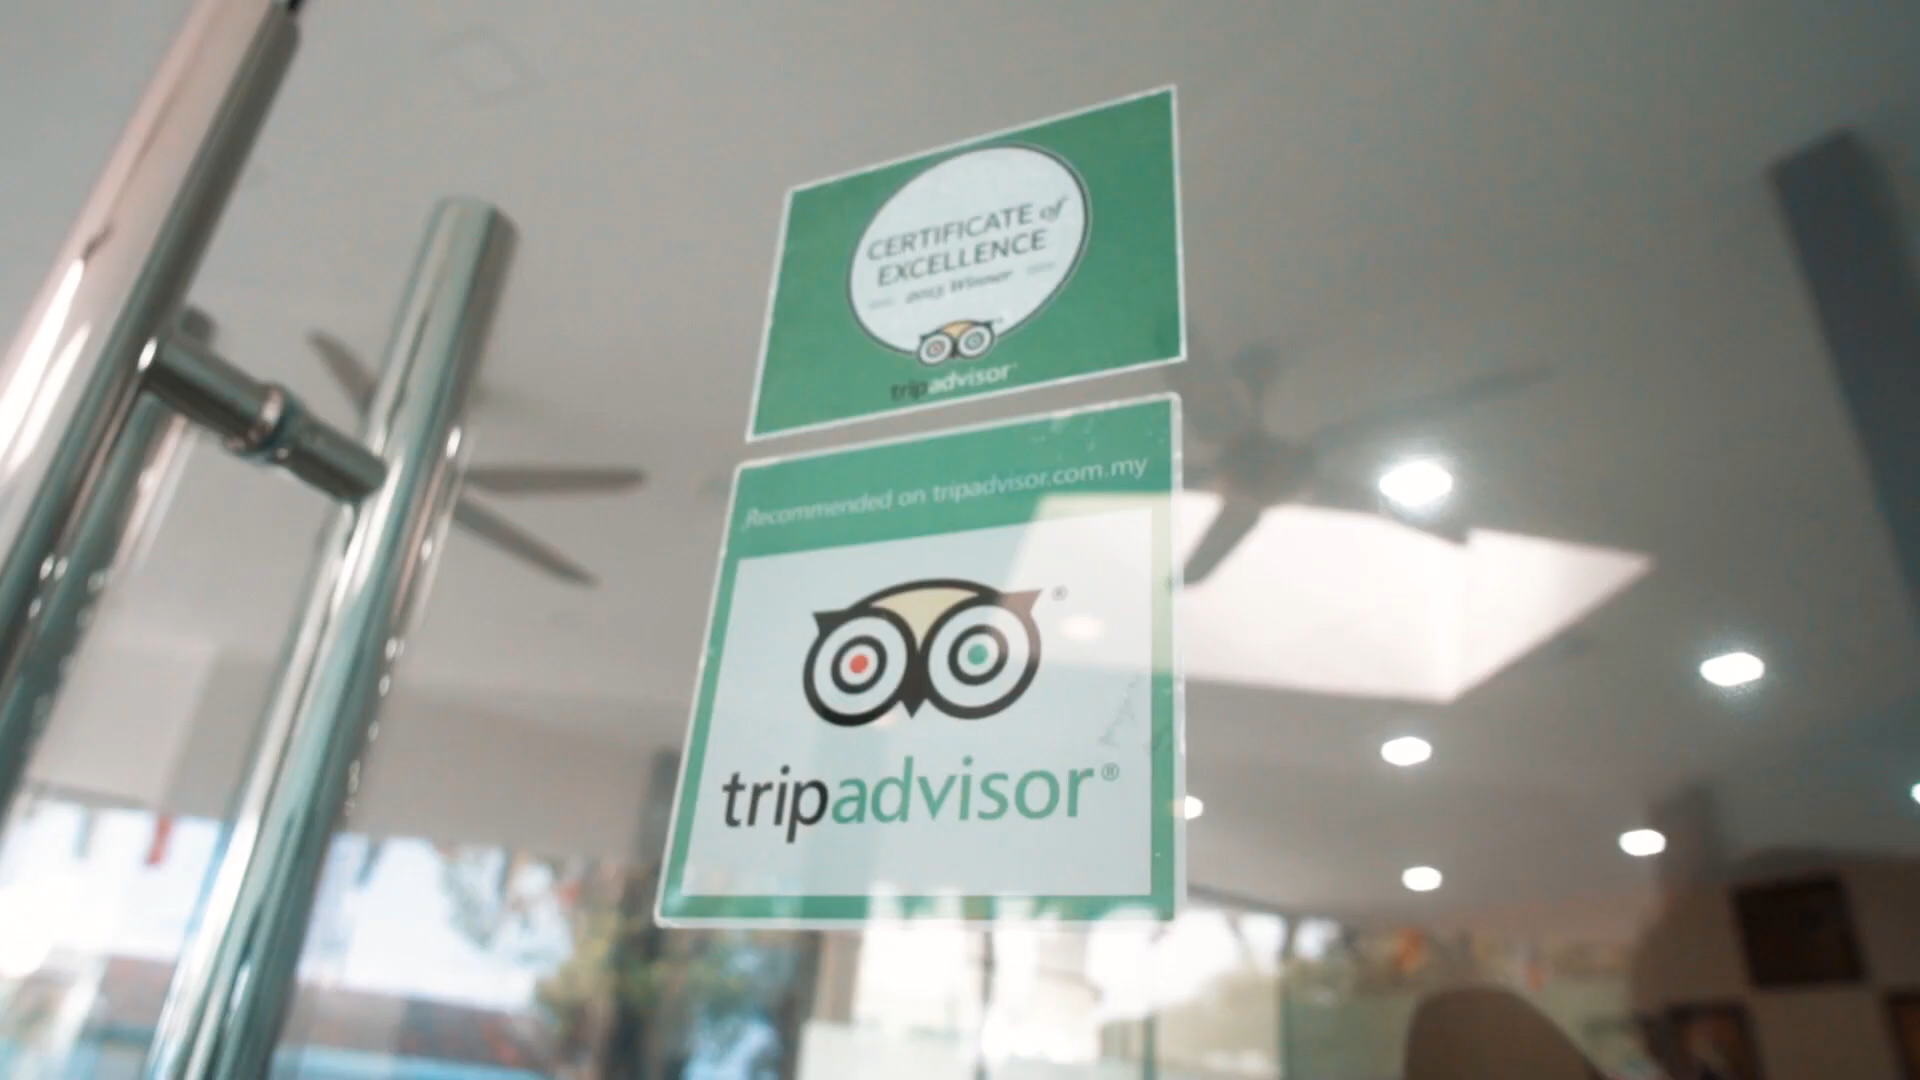 CERTIFICATE of
EXCELLENCE
Winner
tripadvisor
Recommended on tripadvisor.com.my
tripadvisor®